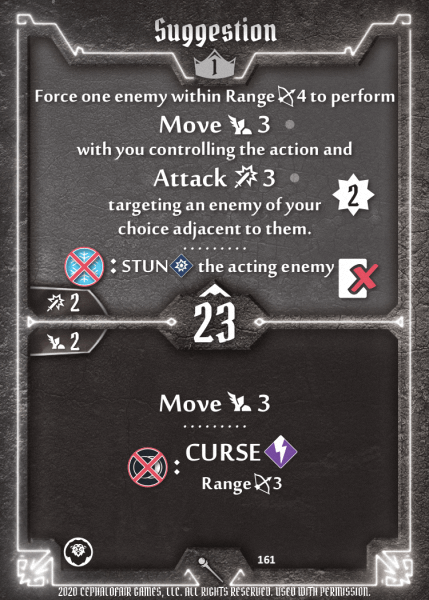 Suggestion
1
Force one enemy within Range 4 to perform
Move 3
with you controlling the action and
Attack 3
targeting an enemy of your
choice adjacent to them.
2
: STUN the acting enemy
2
23
2
Move 3
: CURSE
Range 3
161
2020 CEPHALOFAIR GAMES, LLC. ALL RIGHTS RESERVED. USED WITH PERMISSION.